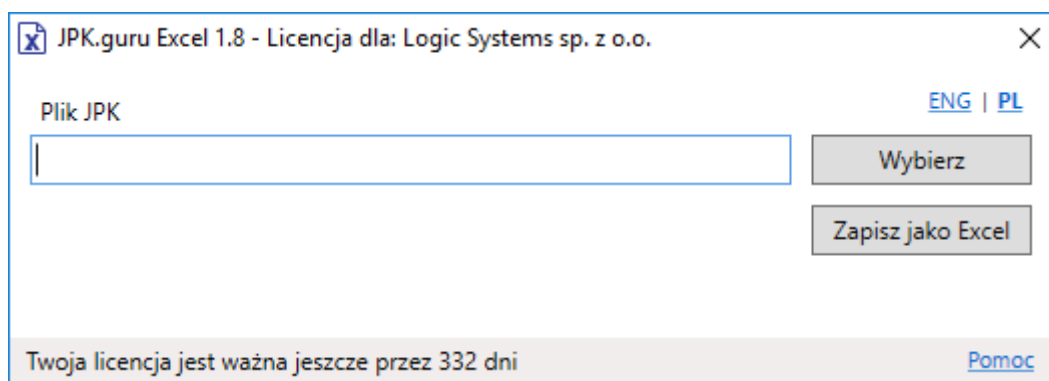 JPK.guru Excel 1.8 - Licencja dla: Logic Systems sp. z o.o.
ENG | PL
Plik JPK
Wybierz
Zapisz jako Excel
Twoja licencja jest ważna jeszcze przez 332 dni
Pomoc